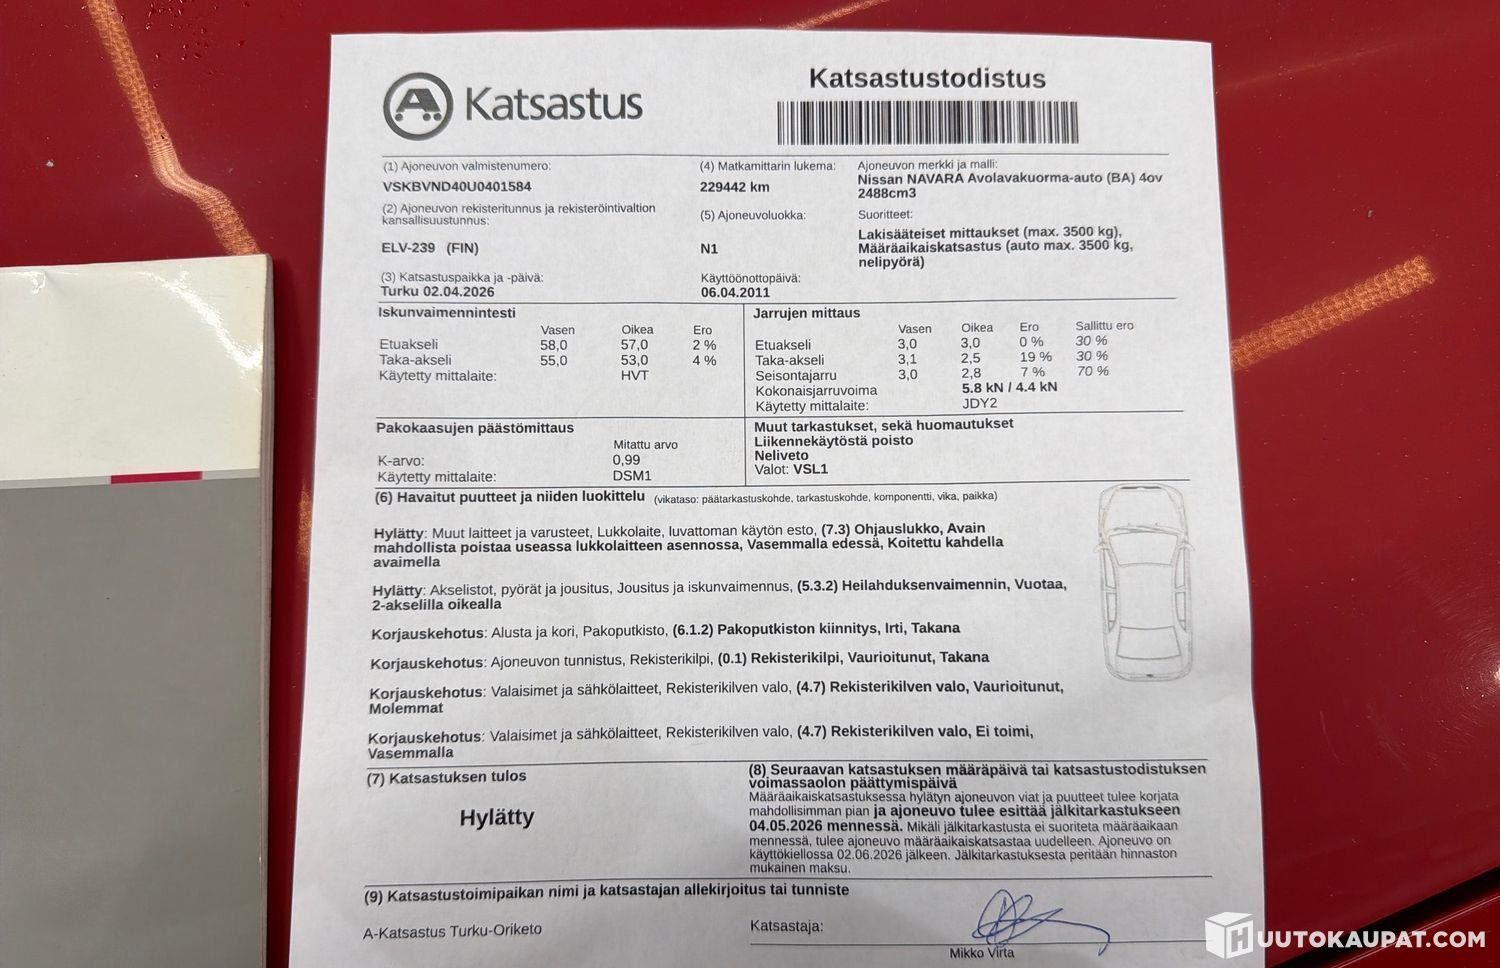 A Katsastus
Katsastustodistus
(1) Ajoneuvon valmistenumero:
VSKBVND40U0401584
(4) Matkamittarin lukema:
229442 km
Ajoneuvon merkki ja malli:
Nissan NAVARA Avolavakuorma-auto (BA) 4ov
2488cm3
(2) Ajoneuvon rekisteritunnus ja rekisteröintivaltion
kansallisuustunnus:
ELV-239 (FIN)
(5) Ajoneuvoluokka:
N1
Suoritteet:
Lakisääteiset mittaukset (max. 3500 kg),
Määräaikaiskatsastus (auto max. 3500 kg,
nelipyörä)
(3) Katsastuspaikka ja -päivä:
Turku 02.04.2026
Käyttöönottopäivä:
06.04.2011
Iskunvaimennintesti
Vasen Oikea Ero
Etuakseli 58,0 57,0 2 %
Taka-akseli 55,0 53,0 4 %
Käytetty mittalaite: HVT
Jarrujen mittaus
Vasen Oikea Ero Sallittu ero
Etuakseli 3,0 3,0 0 % 30 %
Taka-akseli 3,1 2,5 19 % 30 %
Seisontajarru 3,0 2,8 7 % 70 %
Kokonaisjarruvoima 5.8 kN / 4.4 kN
Käytetty mittalaite: JDY2
Pakokaasujen päästömittaus
Mitattu arvo
K-arvo: 0,99
Käytetty mittalaite: DSM1
Muut tarkastukset, sekä huomautukset
Liikennekäytöstä poisto
Neliveto
Valot: VSL1
(6) Havaitut puutteet ja niiden luokittelu (vikataso: päätarkastuskohde, tarkastuskohde, komponentti, vika, paikka)
Hylätty: Muut laitteet ja varusteet, Lukkolaite, luvattoman käytön esto, (7.3) Ohjauslukko, Avain
mahdollista poistaa useassa lukkolaitteen asennossa, Vasemmalla edessä, Koitettu kahdella
avaimella
Hylätty: Akselistot, pyörät ja jousitus, Jousitus ja iskunvaimennus, (5.3.2) Heilahduksenvaimennin, Vuotaa,
2-akselilla oikealla
Korjauskehotus: Alusta ja kori, Pakoputkisto, (6.1.2) Pakoputkiston kiinnitys, Irti, Takana
Korjauskehotus: Ajoneuvon tunnistus, Rekisterikilpi, (0.1) Rekisterikilpi, Vaurioitunut, Takana
Korjauskehotus: Valaisimet ja sähkölaitteet, Rekisterikilven valo, (4.7) Rekisterikilven valo, Vaurioitunut,
Molemmat
Korjauskehotus: Valaisimet ja sähkölaitteet, Rekisterikilven valo, (4.7) Rekisterikilven valo, Ei toimi,
Vasemmalla
(7) Katsastuksen tulos
Hylätty
(8) Seuraavan katsastuksen määräpäivä tai katsastustodistuksen
voimassaolon päättymispäivä
Määräaikaiskatsastuksessa hylätyn ajoneuvon viat ja puutteet tulee korjata
mahdollisimman pian ja ajoneuvo tulee esittää jälkitarkastukseen
04.05.2026 mennessä. Mikäli jälkitarkastusta ei suoriteta määräaikaan
mennessä, tulee ajoneuvo määräaikaiskatsastaa uudelleen. Ajoneuvo on
käyttökiellossa 02.06.2026 jälkeen. Jälkitarkastuksesta peritään hinnaston
mukainen maksu.
(9) Katsastustoimipaikan nimi ja katsastajan allekirjoitus tai tunniste
A-Katsastus Turku-Oriketo
Katsastaja:
Mikko Virta
HUUTOKAUPAT.COM